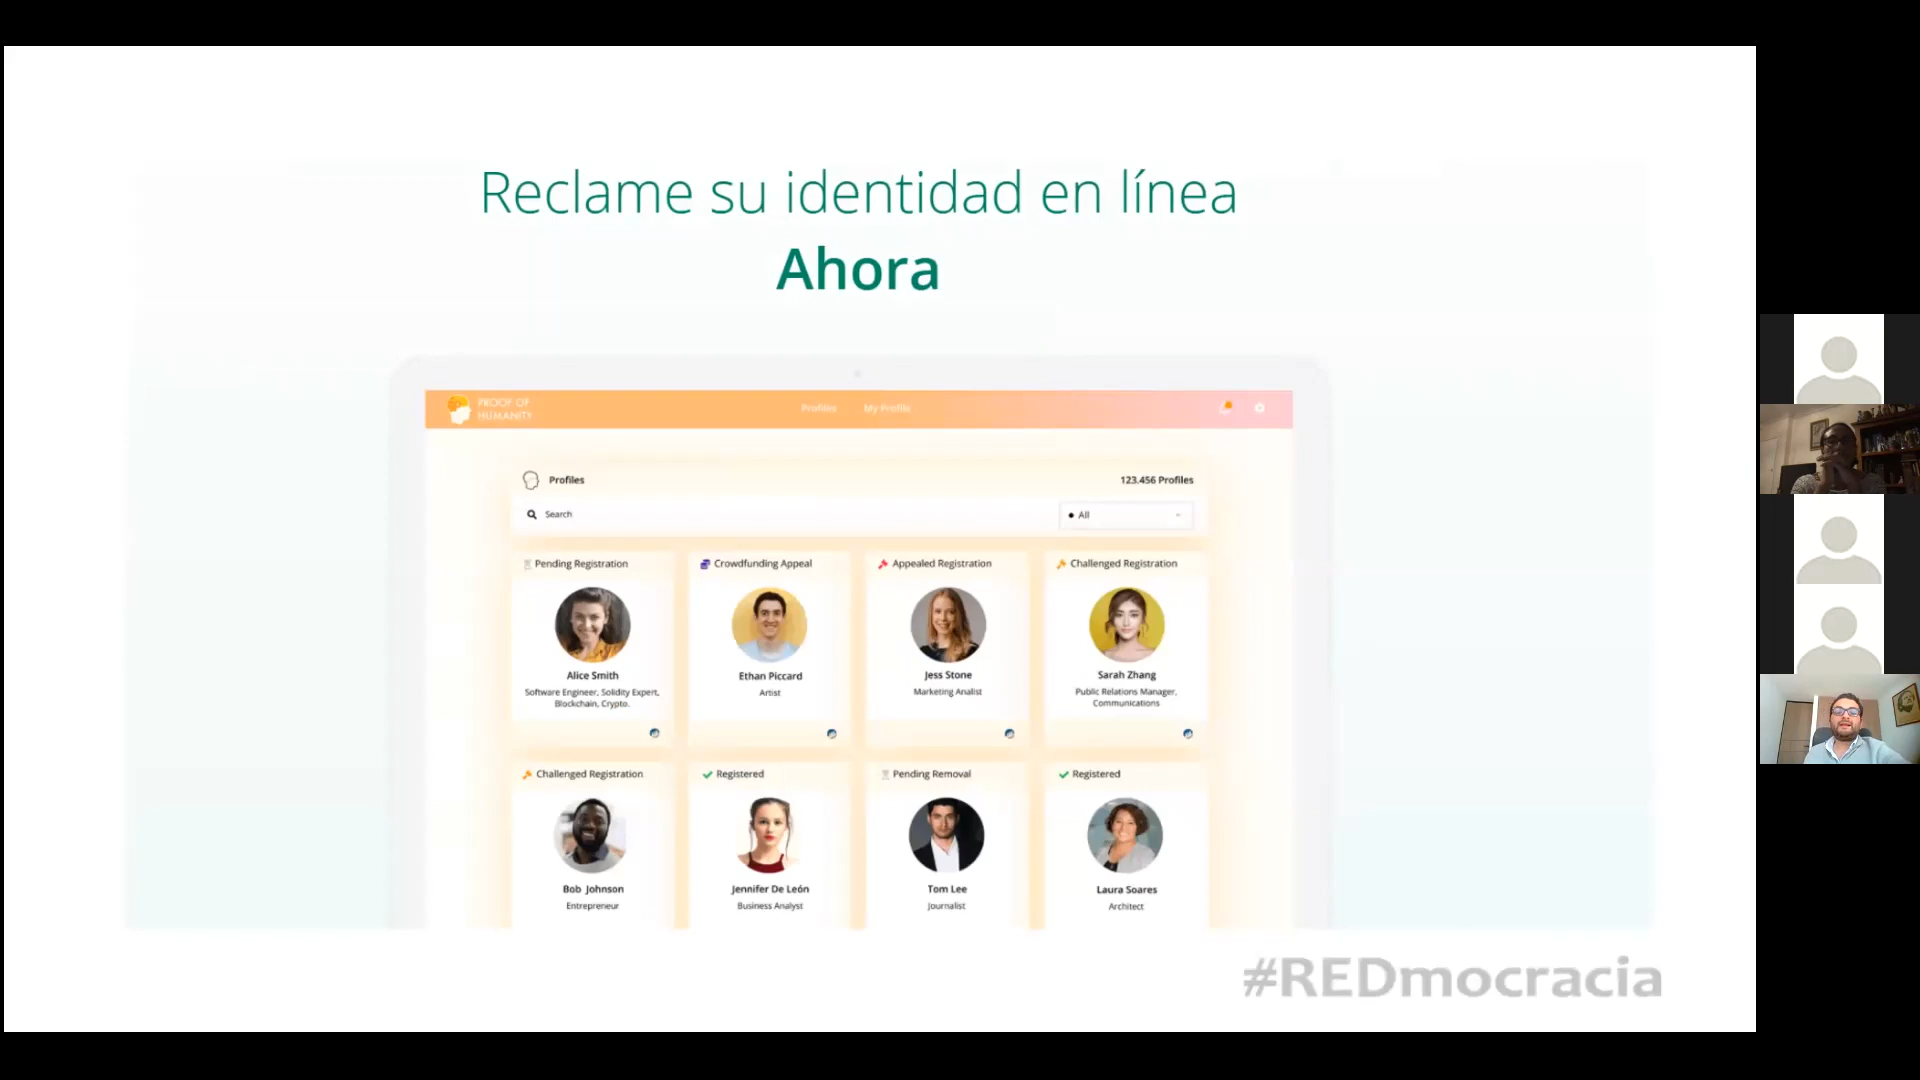 Reclame su identidad en línea
Ahora
PROOF OF
HUMANITY
Profiles
My Profile
Profiles
123.456 Profiles
Search
All
Pending Registration
Alice Smith
Software Engineer, Solidity Expert,
Blockchain, Crypto.
Crowdfunding Appeal
Ethan Piccard
Artist
Appealed Registration
Jess Stone
Marketing Analist
Challenged Registration
Sarah Zhang
Public Relations Manager,
Communications
Challenged Registration
Bob Johnson
Entrepreneur
Registered
Jennifer De León
Business Analyst
Pending Removal
Tom Lee
Journalist
Registered
Laura Soares
Architect
#REDmocracia